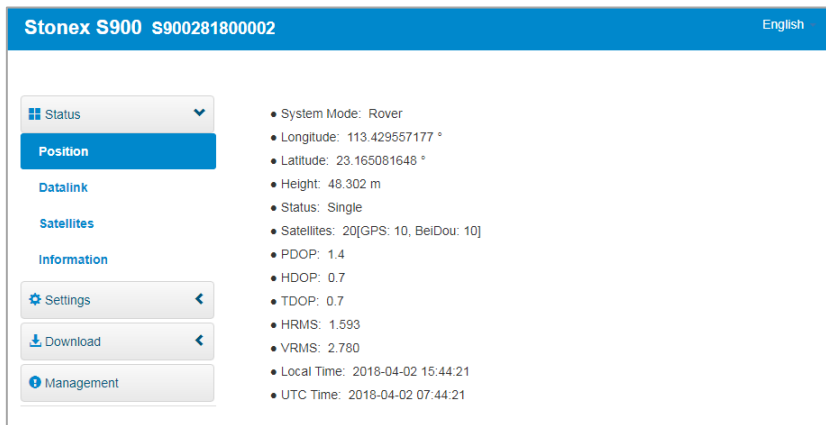 Stonex S900 S900281800002
English
Status
Position
Datalink
Satellites
Information
Settings
Download
Management
● System Mode: Rover
● Longitude: 113.429557177 °
● Latitude: 23.165081648 °
● Height: 48.302 m
● Status: Single
● Satellites: 20[GPS: 10, BeiDou: 10]
● PDOP: 1.4
● HDOP: 0.7
● TDOP: 0.7
● HRMS: 1.593
● VRMS: 2.780
● Local Time: 2018-04-02 15:44:21
● UTC Time: 2018-04-02 07:44:21